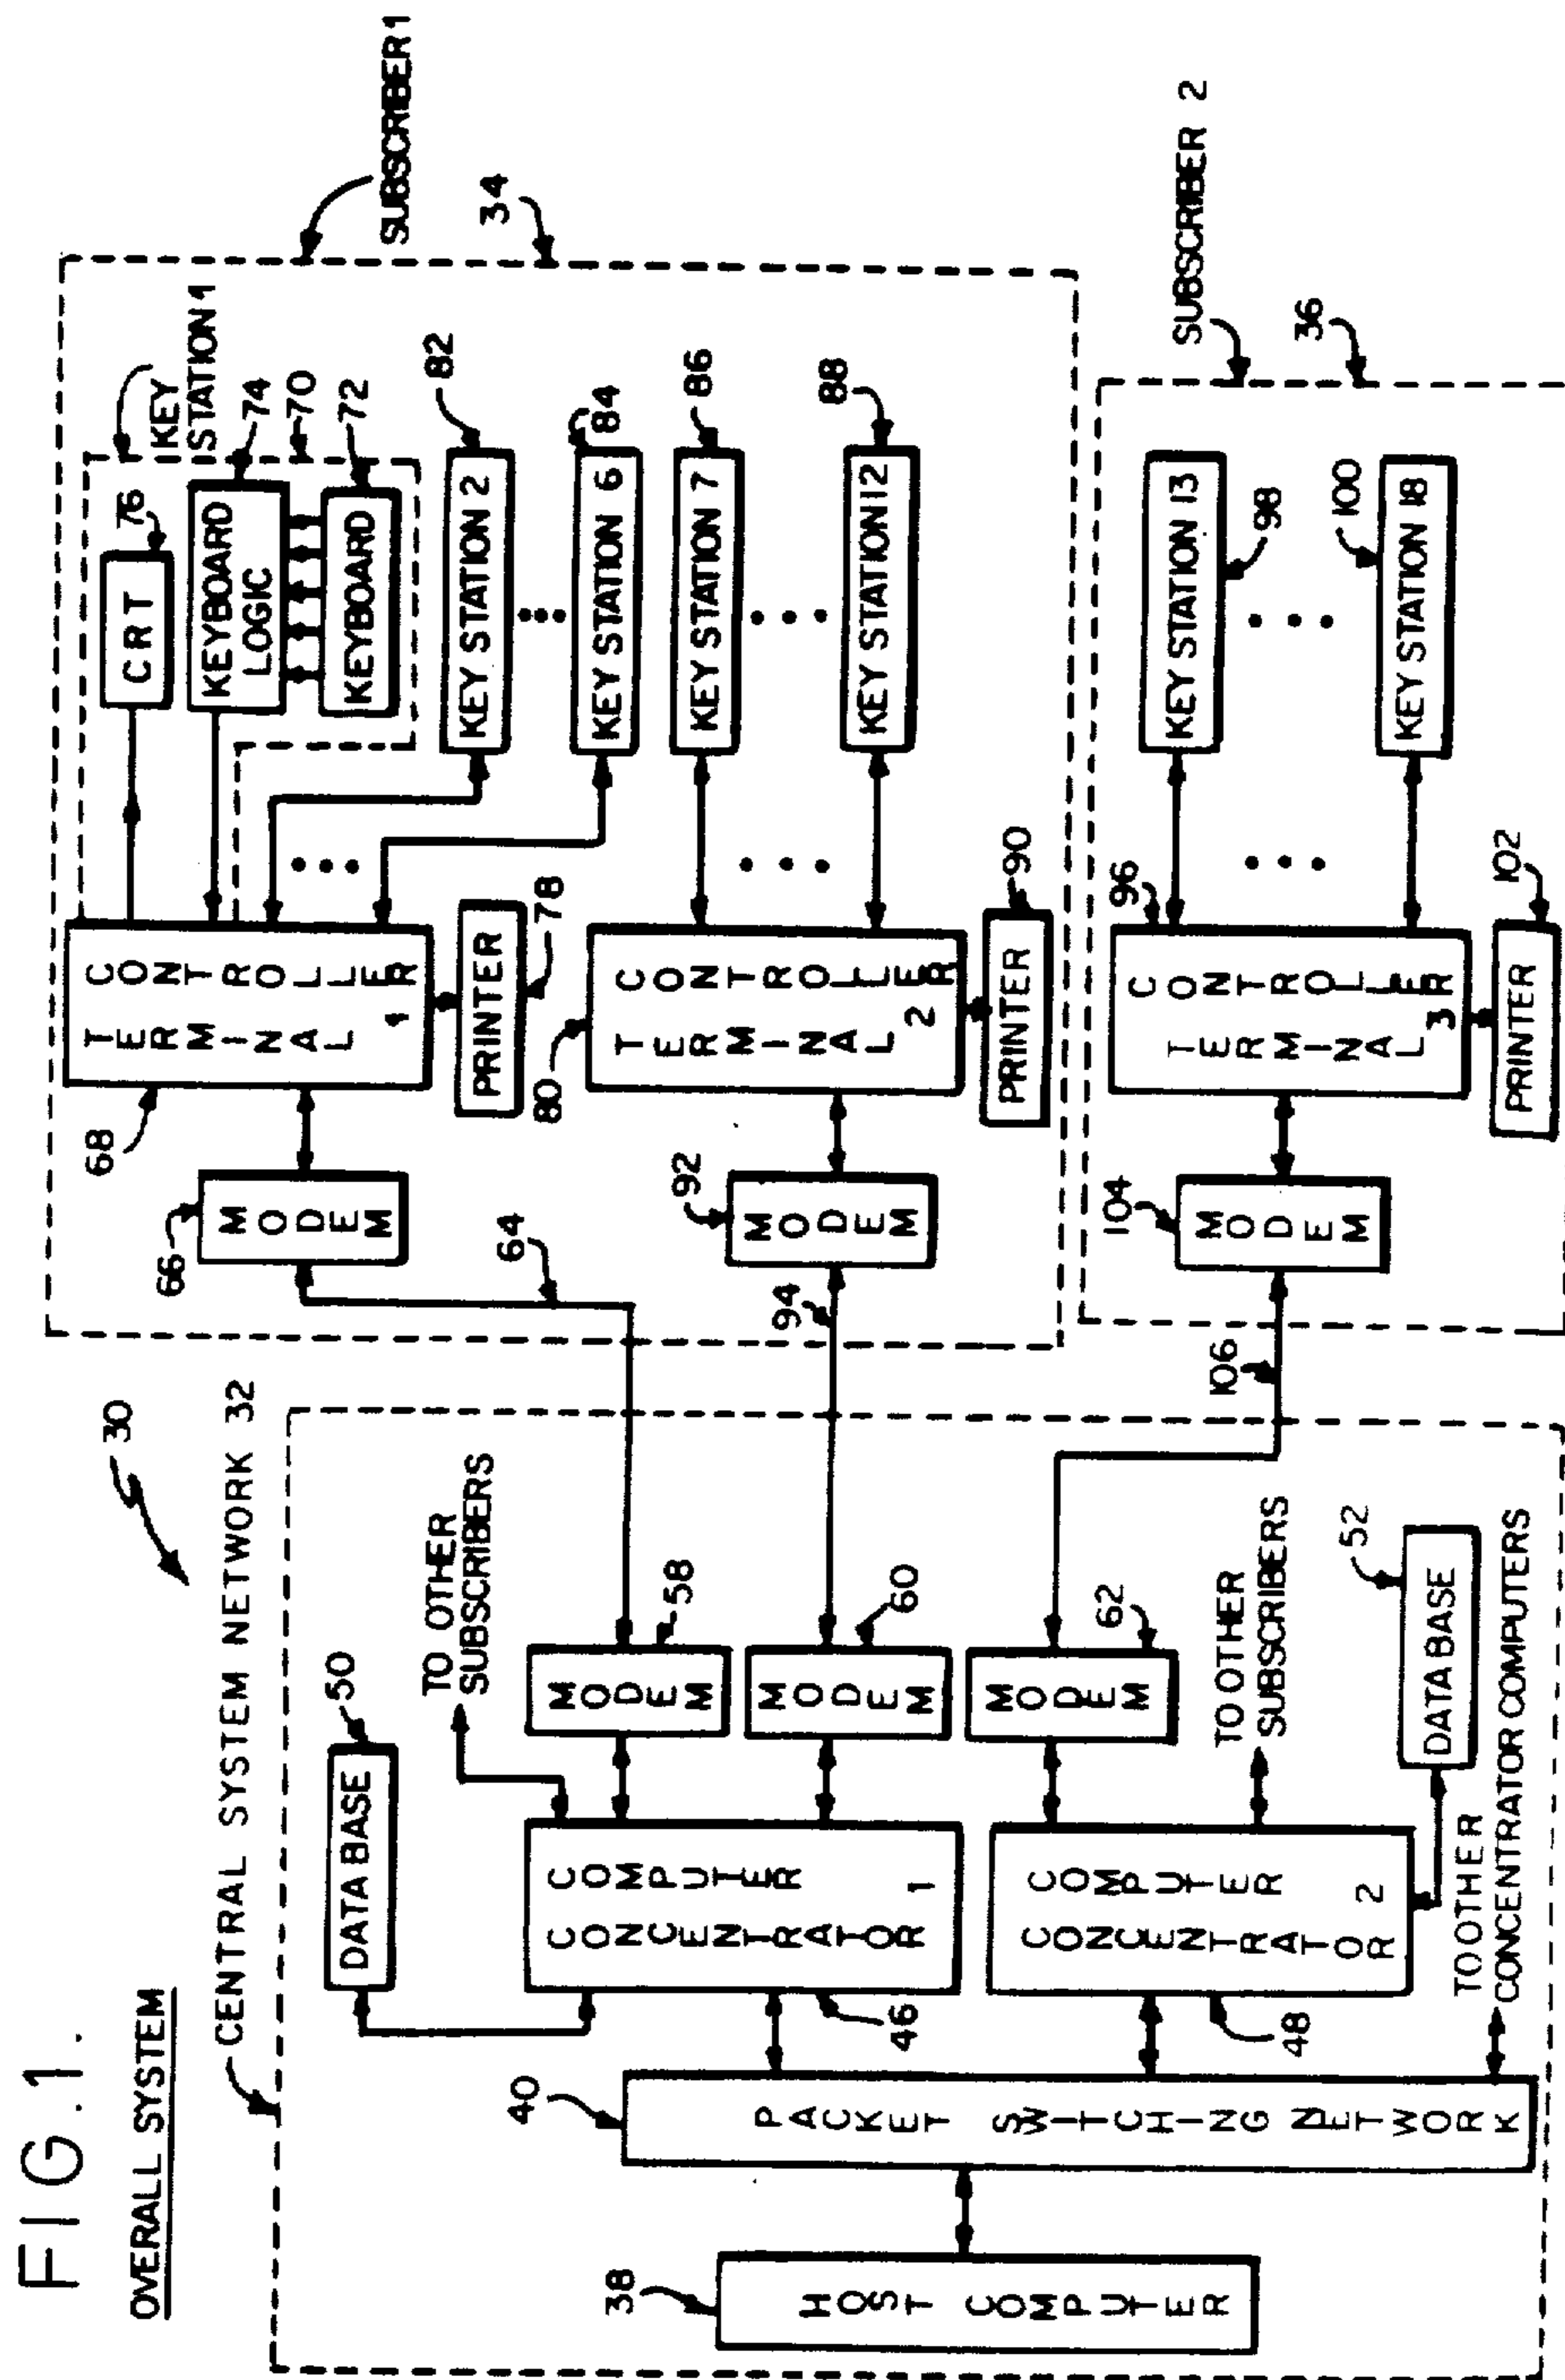 FIG.1.
OVERALL SYSTEM
30
CENTRAL SYSTEM NETWORK 32
38
HOST COMPUTER
40
PACKET SWITCHING NETWORK
DATA BASE
50
TO OTHER
SUBSCRIBERS
COMPUTER
CONCENTRATOR 1
46
COMPUTER
CONCENTRATOR 2
48
MODEM
58
MODEM
60
MODEM
62
TO OTHER
SUBSCRIBERS
DATA BASE
52
TO OTHER
CONCENTRATOR COMPUTERS
64
94
106
SUBSCRIBER 1
34
66
MODEM
68
TERMINAL
CONTROLLER
1
KEY
STATION 1
CRT
76
KEYBOARD
LOGIC
74
70
KEYBOARD
72
KEY STATION 2
82
KEY STATION 6
84
PRINTER
78
92
MODEM
80
TERMINAL
CONTROLLER
2
KEY STATION 7
86
KEY STATION 12
88
PRINTER
90
SUBSCRIBER 2
36
104
MODEM
96
TERMINAL
CONTROLLER
3
KEY STATION 13
98
KEY STATION 18
100
PRINTER
102